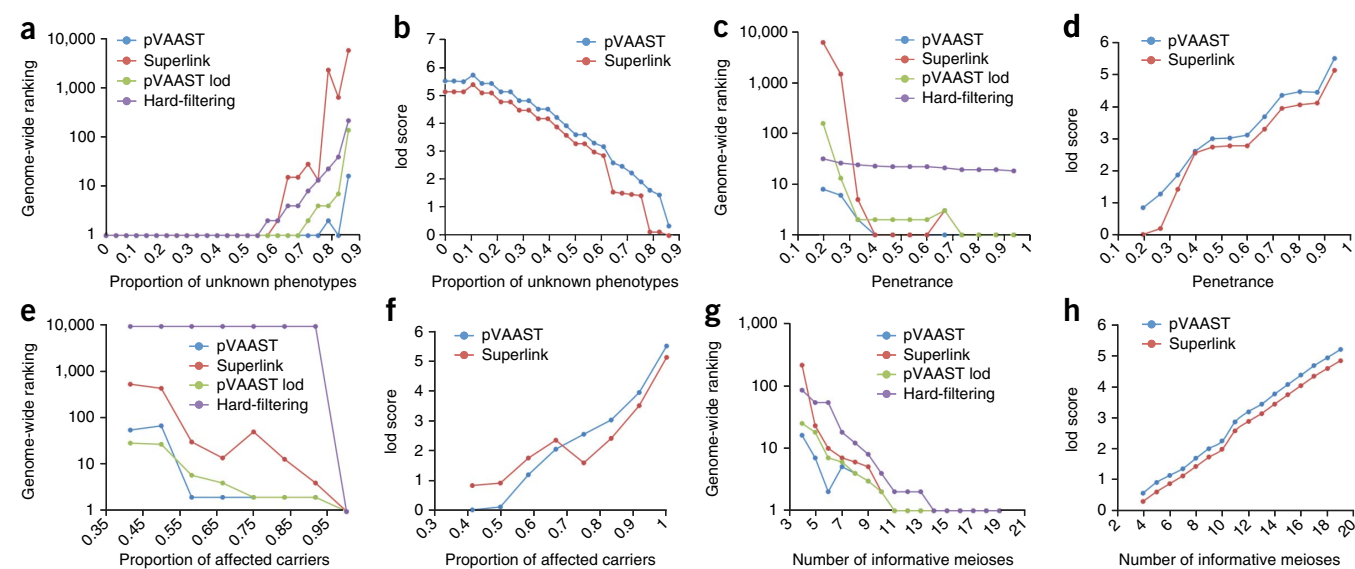 a
Genome-wide ranking
10,000
1,000
100
10
1
pVAAST
Superlink
pVAAST lod
Hard-filtering
0 0.1 0.2 0.3 0.4 0.5 0.6 0.7 0.8 0.9
Proportion of unknown phenotypes
b
lod score
7
6
5
4
3
2
1
0
pVAAST
Superlink
0 0.1 0.2 0.3 0.4 0.5 0.6 0.7 0.8 0.9
Proportion of unknown phenotypes
c
Genome-wide ranking
10,000
1,000
100
10
1
pVAAST
Superlink
pVAAST lod
Hard-filtering
0.1 0.2 0.3 0.4 0.5 0.6 0.7 0.8 0.9 1
Penetrance
d
lod score
6
5
4
3
2
1
0
pVAAST
Superlink
0.1 0.2 0.3 0.4 0.5 0.6 0.7 0.8 0.9 1
Penetrance
e
Genome-wide ranking
10,000
1,000
100
10
1
pVAAST
Superlink
pVAAST lod
Hard-filtering
0.35 0.45 0.55 0.65 0.75 0.85 0.95
Proportion of affected carriers
f
lod score
6
5
4
3
2
1
0
pVAAST
Superlink
0.3 0.4 0.5 0.6 0.7 0.8 0.9 1
Proportion of affected carriers
g
Genome-wide ranking
1,000
100
10
1
pVAAST
Superlink
pVAAST lod
Hard-filtering
3 5 7 9 11 13 15 17 19 21
Number of informative meioses
h
lod score
6
5
4
3
2
1
0
pVAAST
Superlink
2 4 6 8 10 12 14 16 18 20
Number of informative meioses